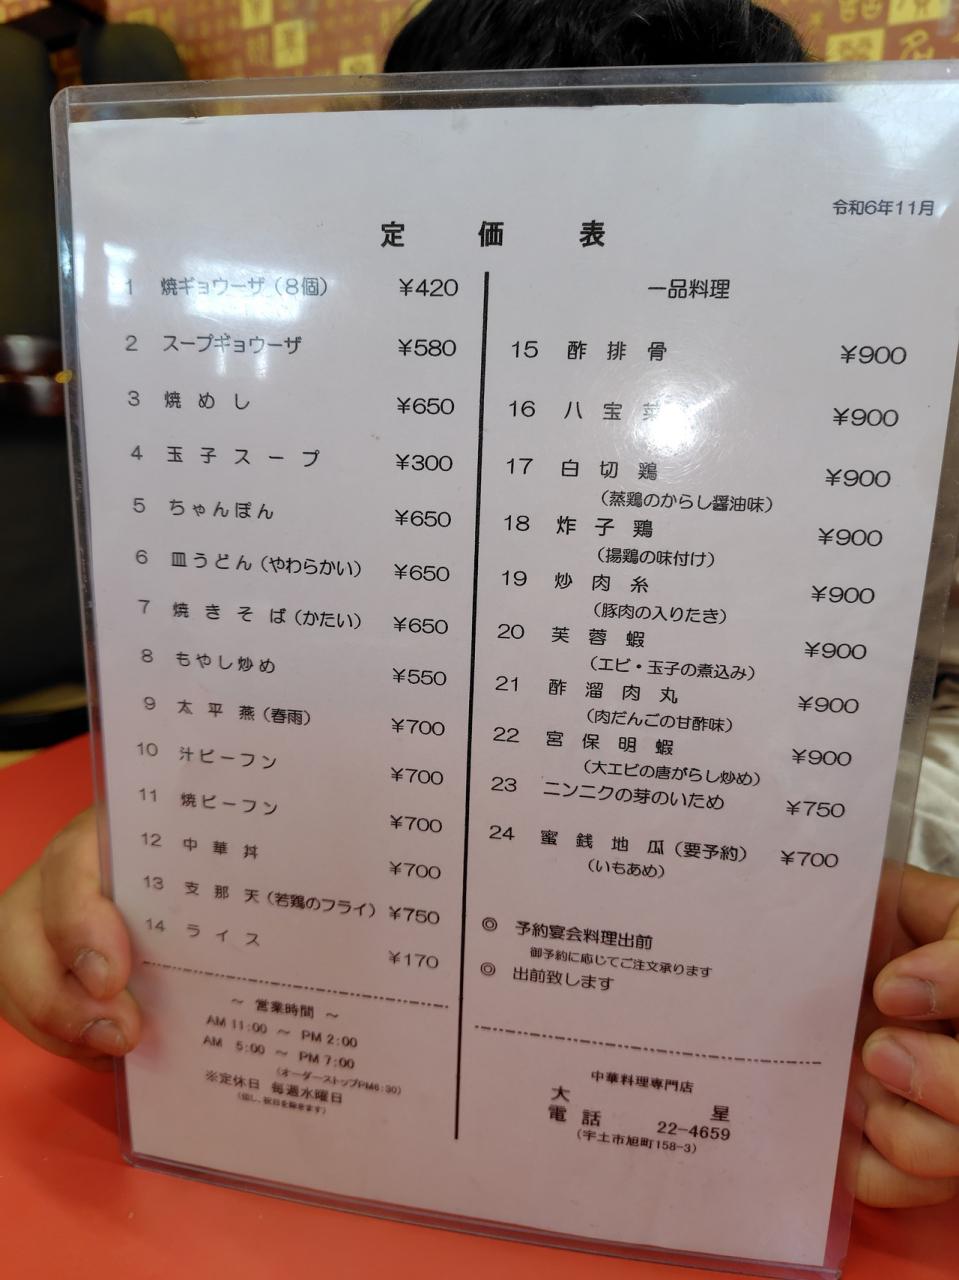 令和6年11月
定価表
1 焼ギョウーザ（8個） ¥420
2 スープギョウーザ ¥580
3 焼めし ¥650
4 玉子スープ ¥300
5 ちゃんぽん ¥650
6 皿うどん（やわらかい） ¥650
7 焼きそば（かたい） ¥650
8 もやし炒め ¥550
9 太平燕（春雨） ¥700
10 汁ビーフン ¥700
11 焼ビーフン ¥700
12 中華丼 ¥700
13 支那天（若鶏のフライ） ¥750
14 ライス ¥170
～ 営業時間 ～
AM 11:00 ～ PM 2:00
AM 5:00 ～ PM 7:00
（オーダーストップPM6:30）
※定休日 毎週水曜日
（但し、祝日を除きます）
一品料理
15 酢排骨 ¥900
16 八宝菜 ¥900
17 白切鶏 ¥900
（蒸鶏のからし醤油味）
18 炸子鶏 ¥900
（揚鶏の味付け）
19 炒肉糸 ¥900
（豚肉の入りたき）
20 芙蓉蝦 ¥900
（エビ・玉子の煮込み）
21 酢溜肉丸 ¥900
（肉だんごの甘酢味）
22 宮保明蝦 ¥900
（大エビの唐がらし炒め）
23 ニンニクの芽のいため ¥750
24 蜜銭地瓜（要予約） ¥700
（いもあめ）
◎ 予約宴会料理出前
御予約に応じてご注文承ります
◎ 出前致します
中華料理専門店
大星
電話 22-4659
（宇土市旭町158-3）